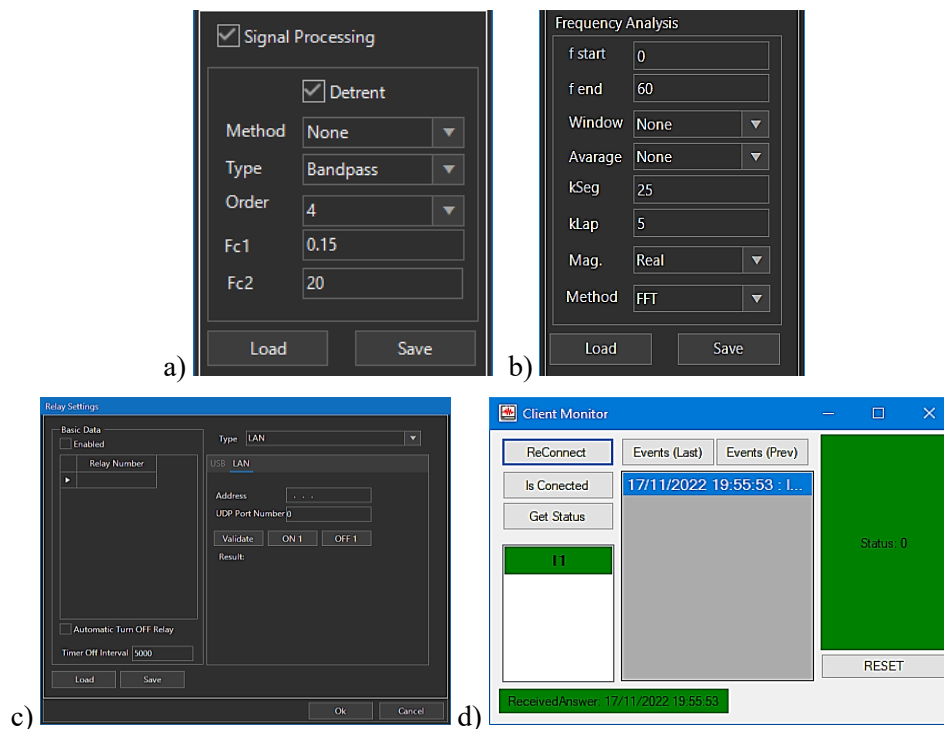 Signal Processing
Detrent
Method None
Type Bandpass
Order 4
Fc1 0.15
Fc2 20
Load Save
a)
Frequency Analysis
f start 0
f end 60
Window None
Avarage None
kSeg 25
kLap 5
Mag. Real
Method FFT
Load Save
b)
Relay Settings
Basic Data
Enabled
Relay Number
Automatic Turn OFF Relay
Timer Off Interval 5000
Load Save
Type LAN
USB LAN
Address . . .
UDP Port Number 0
Validate ON 1 OFF 1
Result:
Ok Cancel
c)
Client Monitor
ReConnect Events (Last) Events (Prev)
Is Conected
Get Status
17/11/2022 19:55:53 : I...
I1
Status: 0
RESET
ReceivedAnswer: 17/11/2022 19:55:53
d)